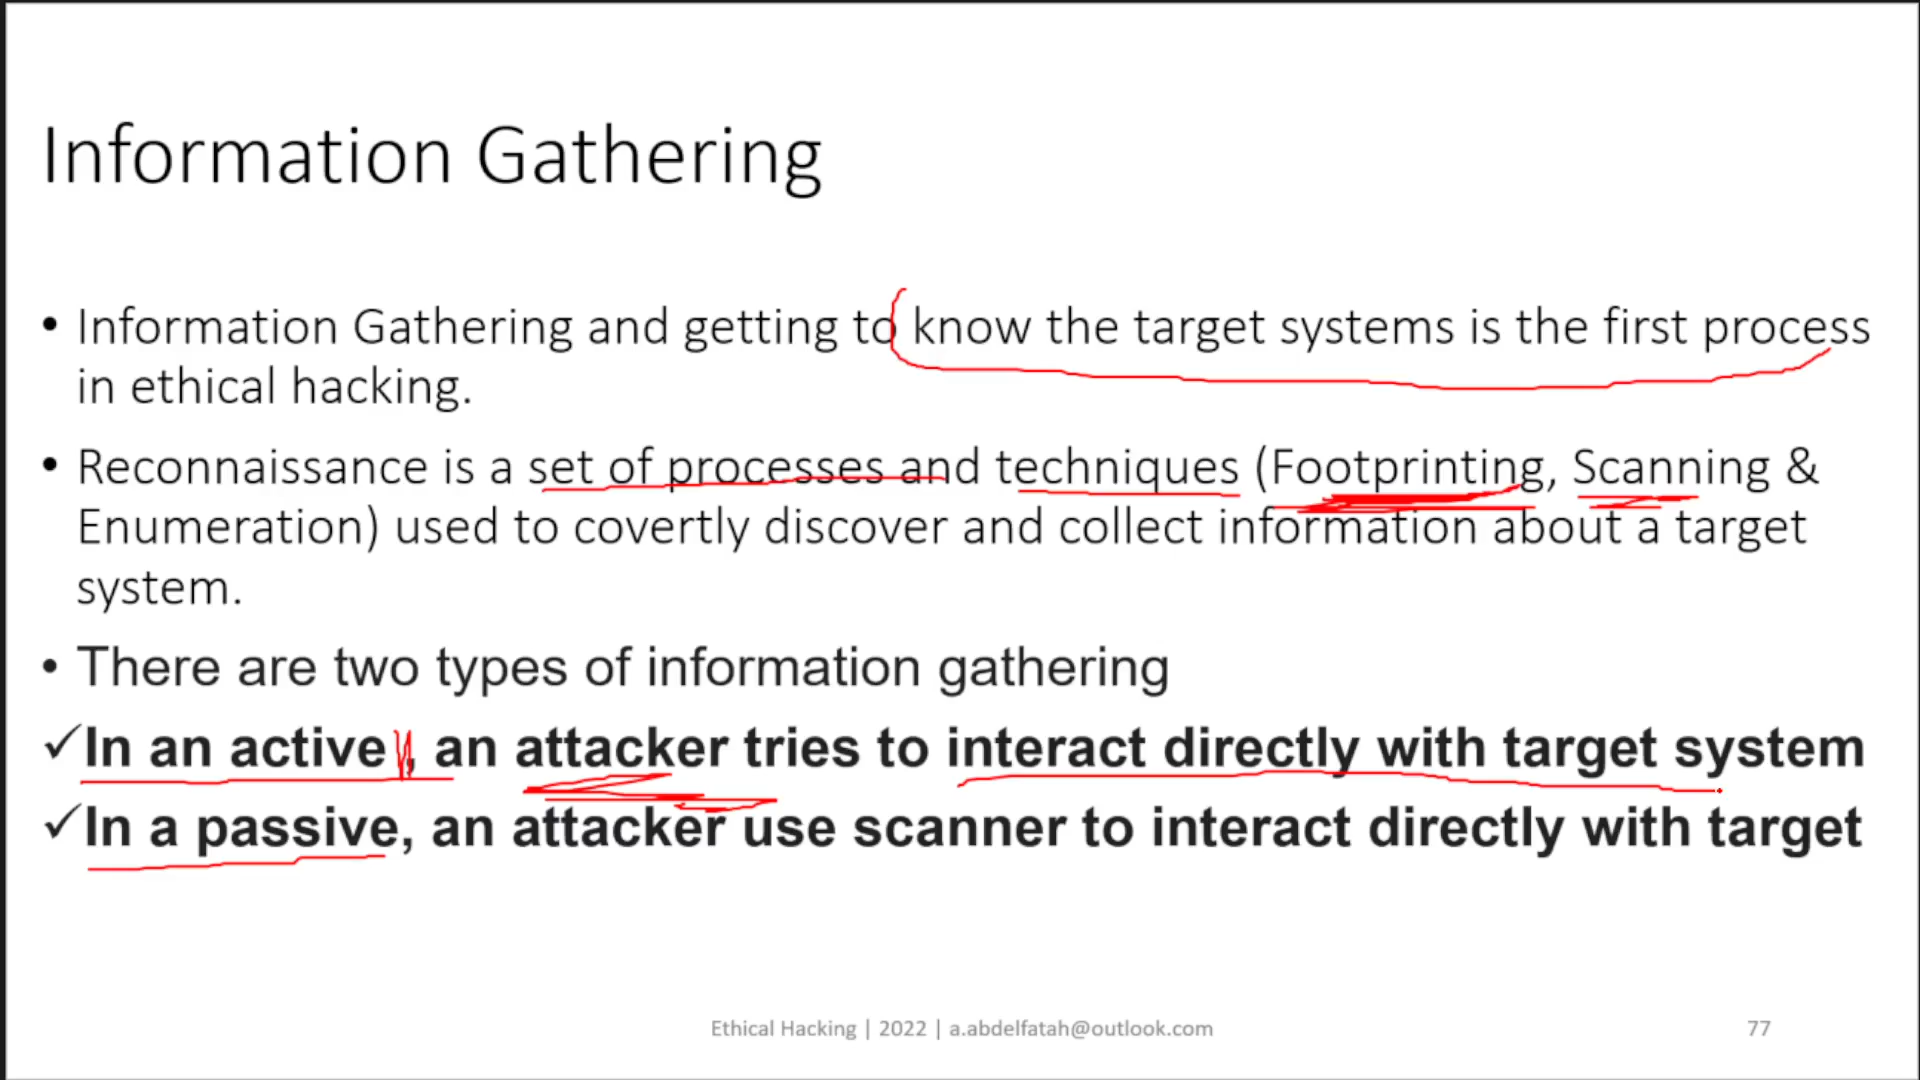 Information Gathering
• Information Gathering and getting to know the target systems is the first process
in ethical hacking.
• Reconnaissance is a set of processes and techniques (Footprinting, Scanning &
Enumeration) used to covertly discover and collect information about a target
system.
• There are two types of information gathering
✓In an active , an attacker tries to interact directly with target system
✓In a passive, an attacker use scanner to interact directly with target
Ethical Hacking | 2022 | a.abdelfatah@outlook.com 77